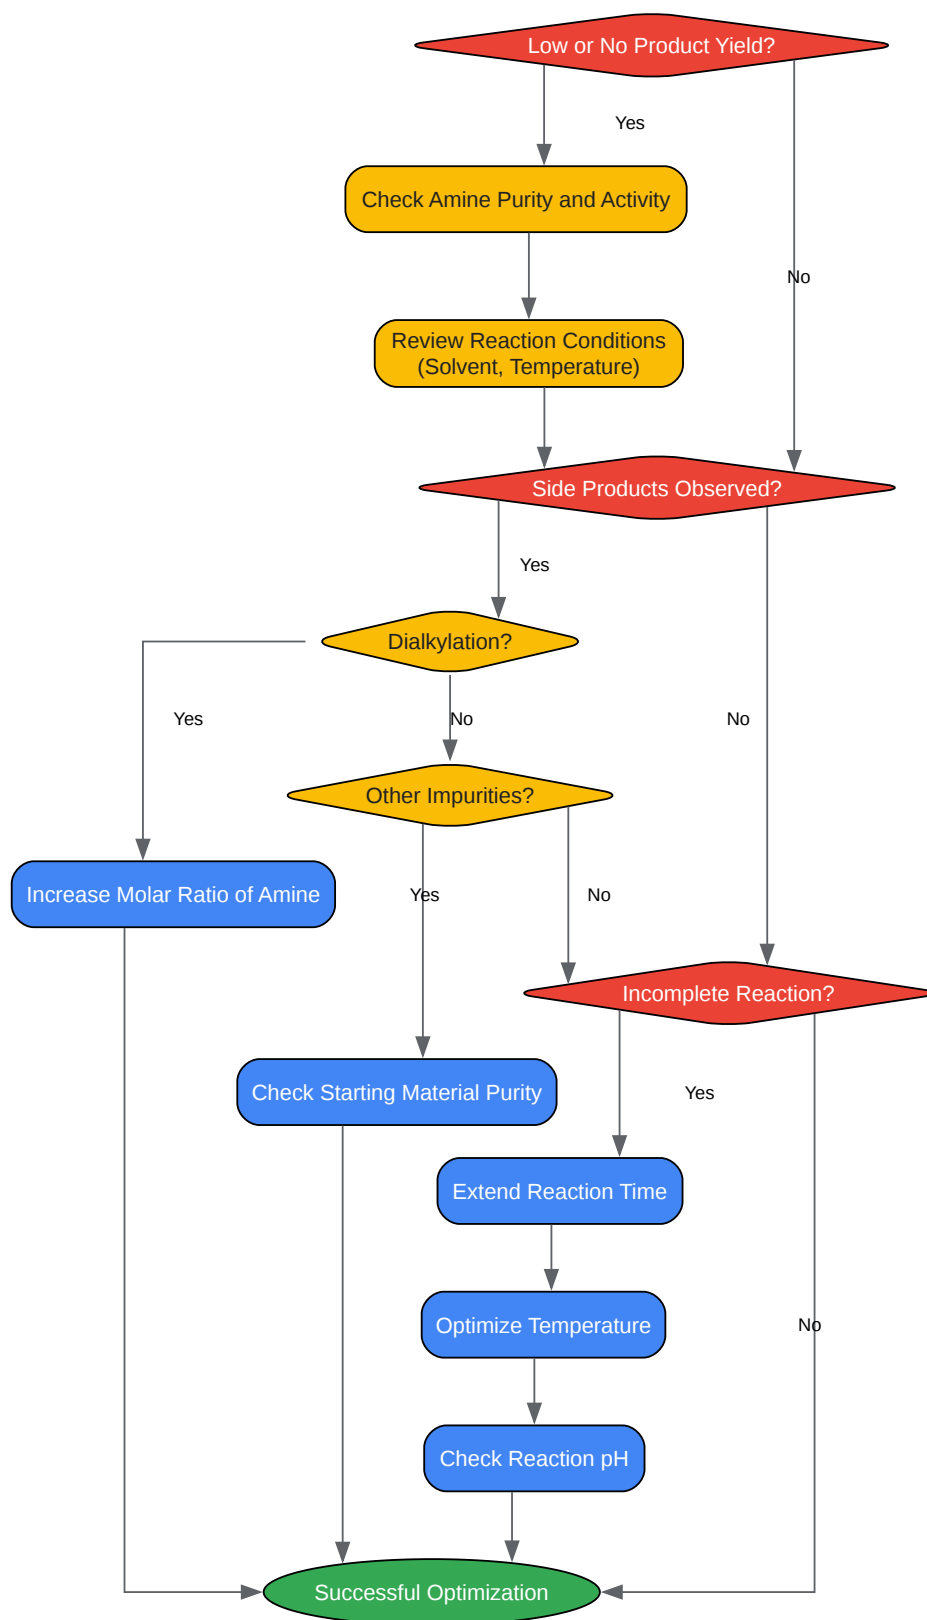 Low or No Product Yield?
Yes
Check Amine Purity and Activity
No
Review Reaction Conditions
(Solvent, Temperature)
Side Products Observed?
Yes
Dialkylation?
Yes
No
No
Other Impurities?
Increase Molar Ratio of Amine
Yes
No
Incomplete Reaction?
Check Starting Material Purity
Yes
Extend Reaction Time
Optimize Temperature
No
Check Reaction pH
Successful Optimization